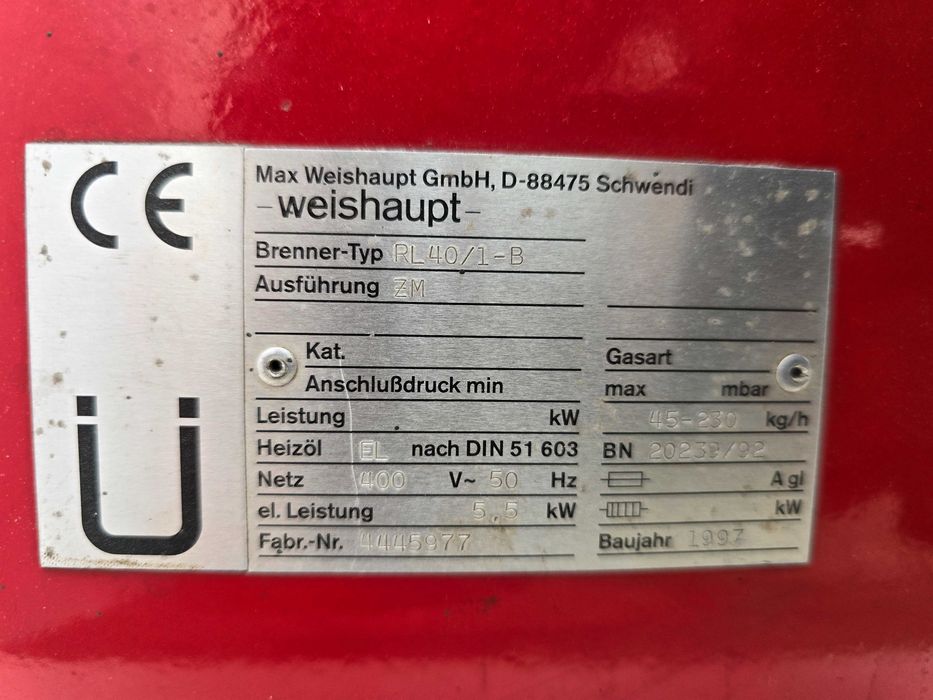 CE
Ü
Max Weishaupt GmbH, D-88475 Schwendi
-weishaupt-
Brenner-Typ RL40/1-B
Ausführung ZM
Kat. Gasart
Anschlußdruck min max mbar
Leistung kW 45-230 kg/h
Heizöl EL nach DIN 51 603 BN 20239/92
Netz 400 V~ 50 Hz A gl
el. Leistung 5,5 kW kW
Fabr.-Nr. 4445977 Baujahr 1997